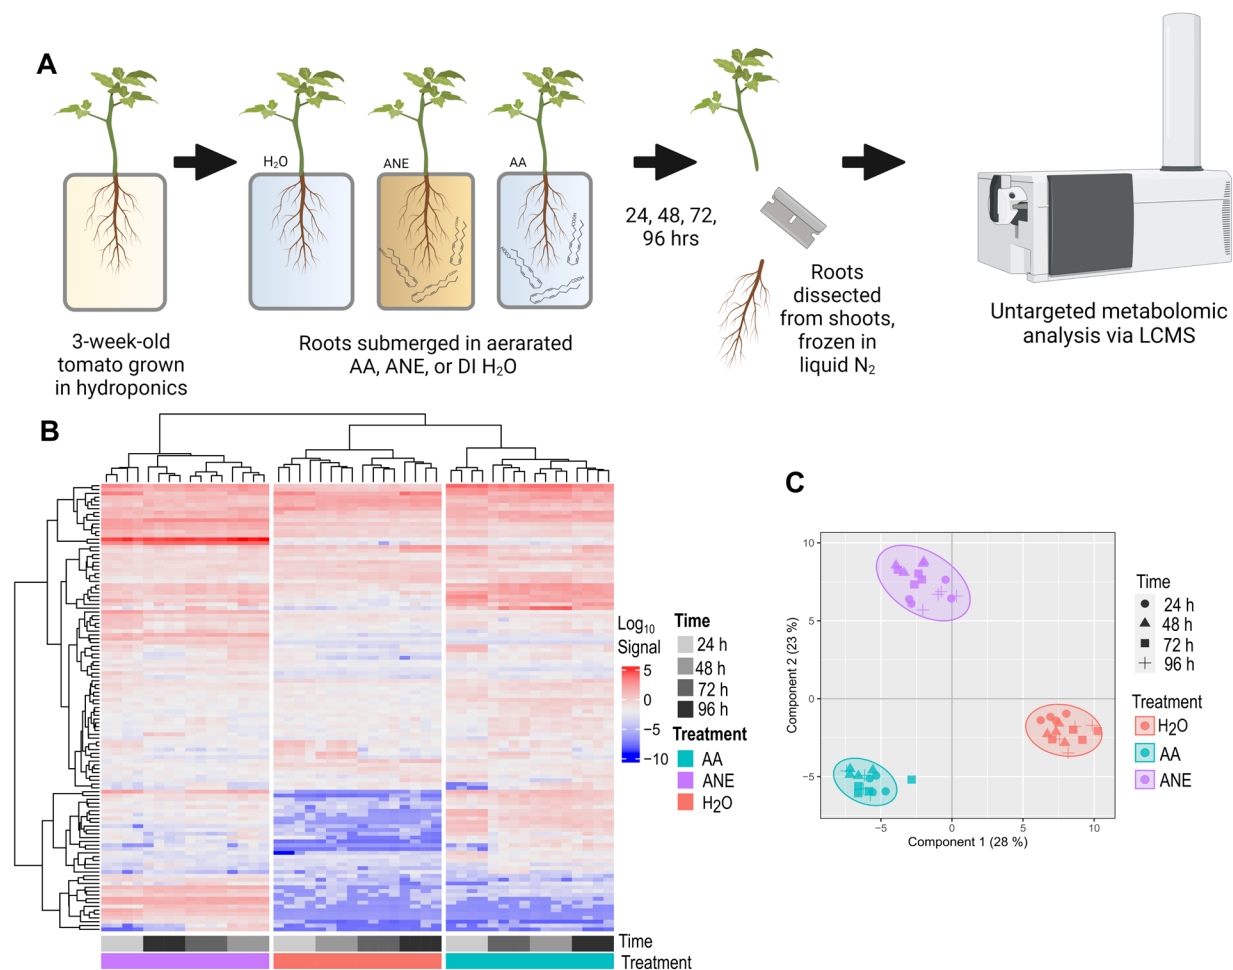 A
H₂O
ANE
AA
24, 48, 72,
96 hrs
3-week-old
tomato grown
in hydroponics
Roots submerged in aerarated
AA, ANE, or DI H₂O
Roots
dissected
from shoots,
frozen in
liquid N₂
Untargeted metabolomic
analysis via LCMS
B
Log₁₀
Signal
5
0
−5
−10
Time
24 h
48 h
72 h
96 h
Treatment
AA
ANE
H₂O
Time
Treatment
C
Component 2 (23 %)
10
5
0
−5
−5
0
5
10
Component 1 (28 %)
Time
24 h
48 h
72 h
96 h
Treatment
H₂O
AA
ANE